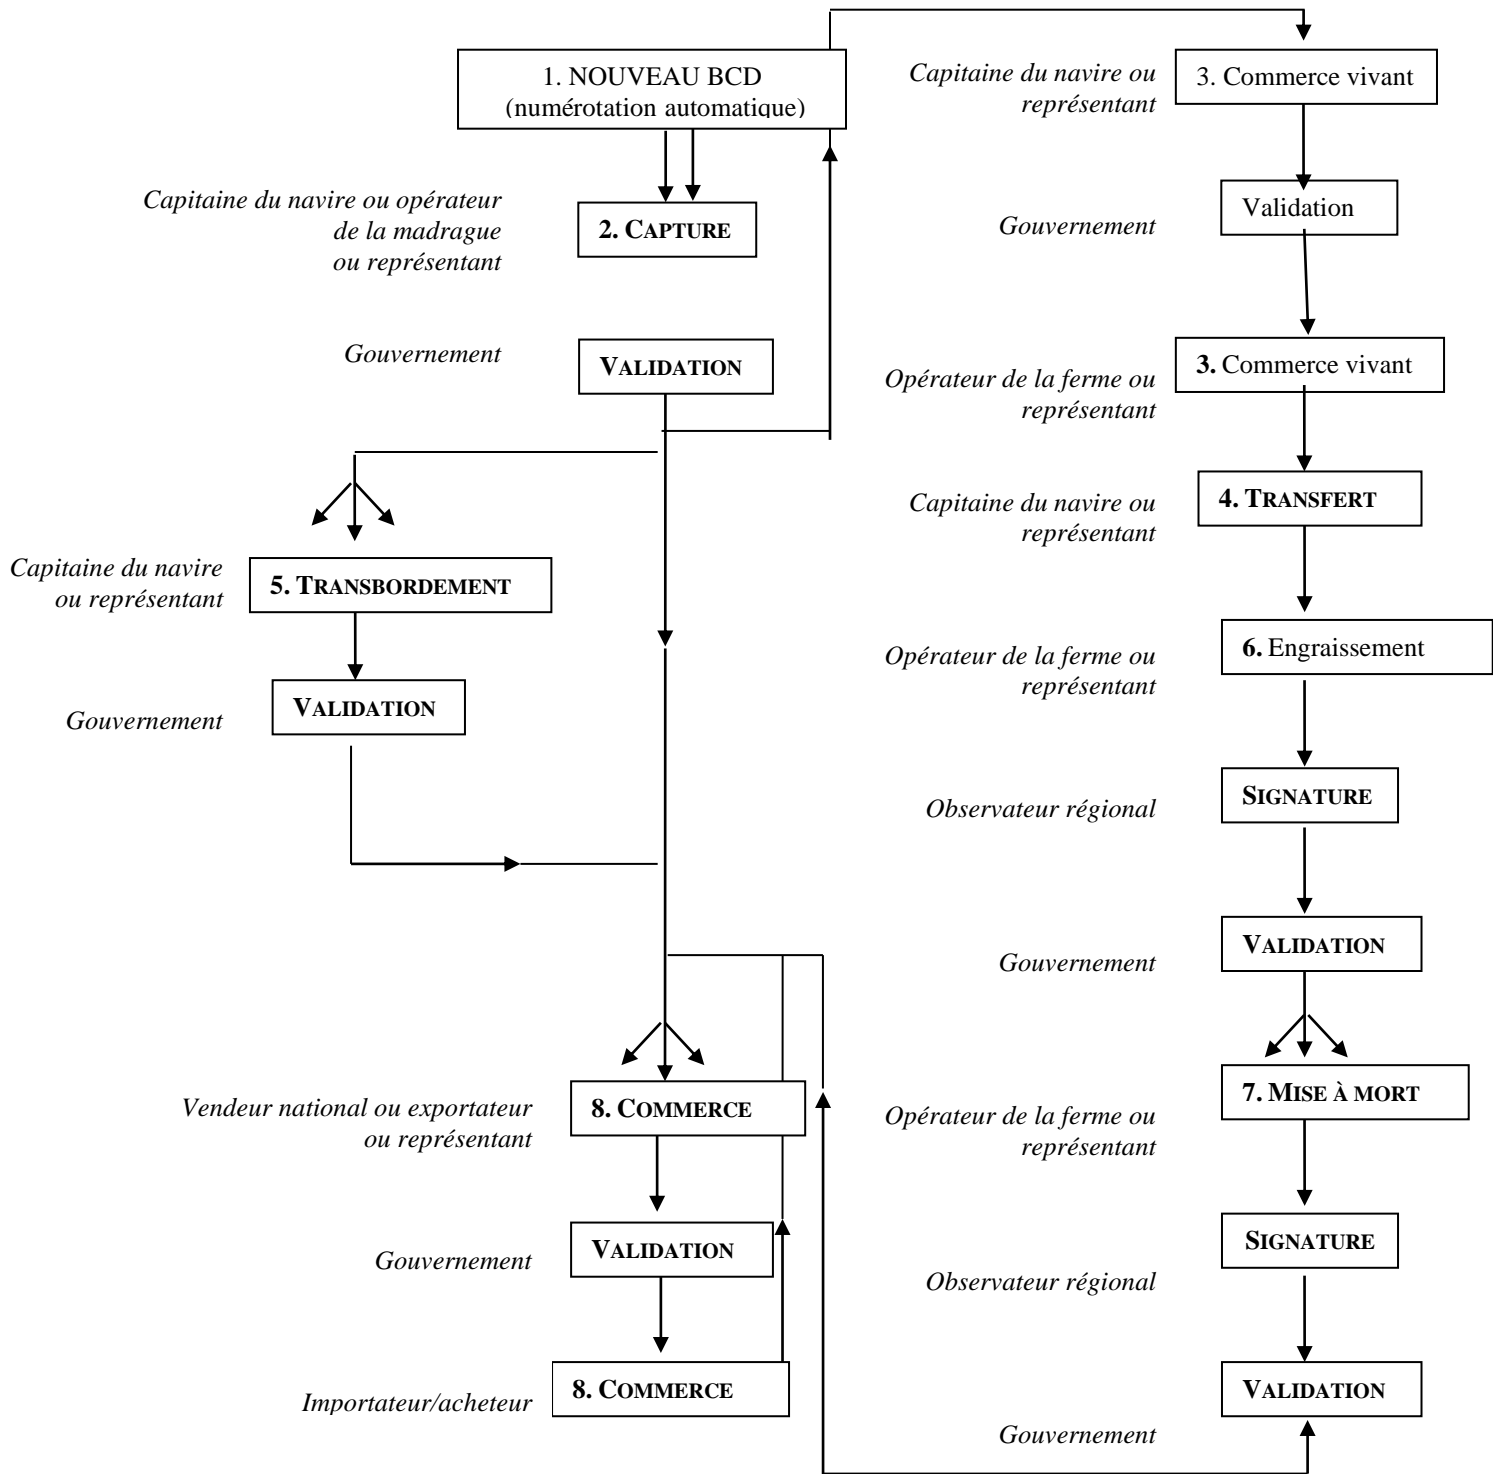 1. NOUVEAU BCD
(numérotation automatique)
Capitaine du navire ou opérateur
de la madrague
ou représentant
2. CAPTURE
Gouvernement
VALIDATION
Capitaine du navire
ou représentant
5. TRANSBORDEMENT
Gouvernement
VALIDATION
Vendeur national ou exportateur
ou représentant
8. COMMERCE
Gouvernement
VALIDATION
Importateur/acheteur
8. COMMERCE
Capitaine du navire ou
représentant
3. Commerce vivant
Gouvernement
Validation
Opérateur de la ferme ou
représentant
3. Commerce vivant
Capitaine du navire ou
représentant
4. TRANSFERT
Opérateur de la ferme ou
représentant
6. Engraissement
Observateur régional
SIGNATURE
Gouvernement
VALIDATION
Opérateur de la ferme ou
représentant
7. MISE À MORT
Observateur régional
SIGNATURE
Gouvernement
VALIDATION